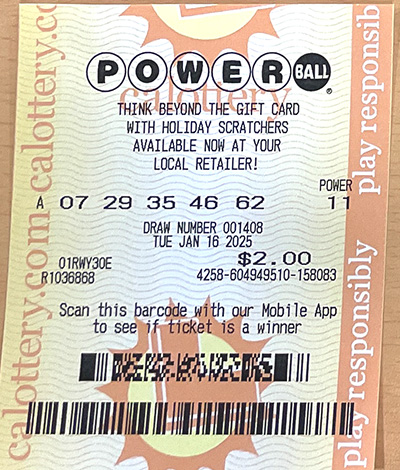 POWERBALL®
THINK BEYOND THE GIFT CARD
WITH HOLIDAY SCRATCHERS
AVAILABLE NOW AT YOUR
LOCAL RETAILER!
POWER
A 07 29 35 46 62 11
DRAW NUMBER 001408
TUE JAN 16 2025
01RWY30E $2.00
R1036868 4258-604949510-158083
Scan this barcode with our Mobile App
to see if ticket is a winner
calottery.com
calottery.com
calottery
play responsibly
play responsib